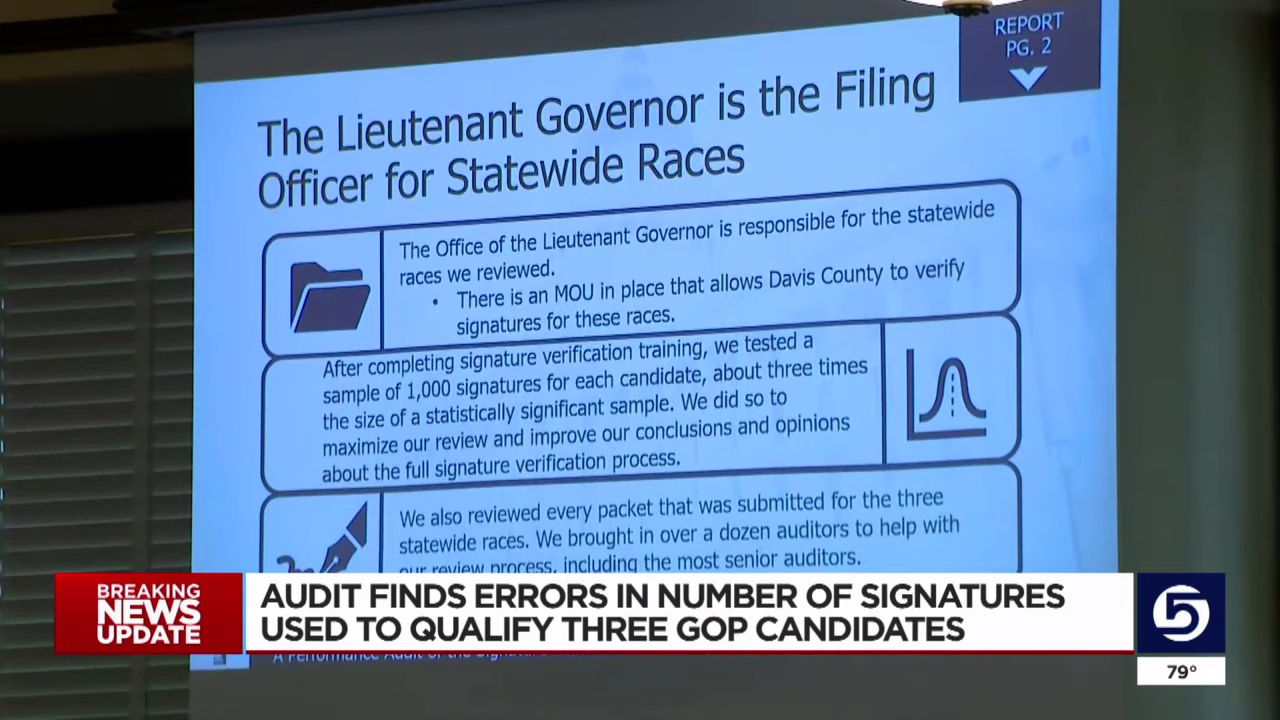 REPORT
PG. 2
The Lieutenant Governor is the Filing
Officer for Statewide Races
The Office of the Lieutenant Governor is responsible for the statewide
races we reviewed.
• There is an MOU in place that allows Davis County to verify
signatures for these races.
After completing signature verification training, we tested a
sample of 1,000 signatures for each candidate, about three times
the size of a statistically significant sample. We did so to
maximize our review and improve our conclusions and opinions
about the full signature verification process.
We also reviewed every packet that was submitted for the three
statewide races. We brought in over a dozen auditors to help with
our review process, including the most senior auditors.
BREAKING
NEWS
UPDATE
AUDIT FINDS ERRORS IN NUMBER OF SIGNATURES
USED TO QUALIFY THREE GOP CANDIDATES
5
79°
A Performance Audit of the